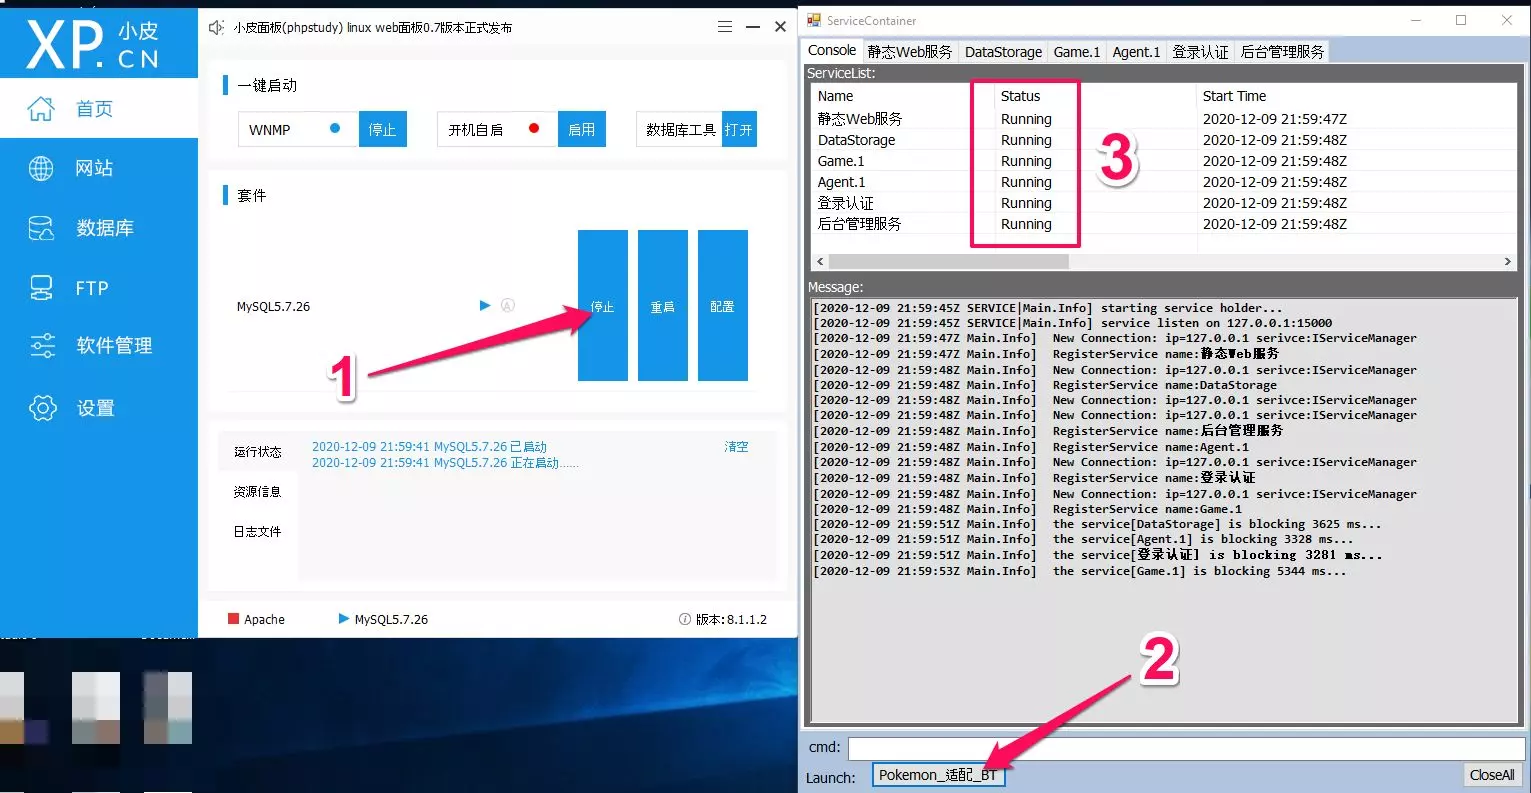 XP.CN 小皮
小皮面板(phpstudy) linux web面板0.7版本正式发布
首页
网站
数据库
FTP
软件管理
设置
一键启动
WNMP 停止 开机自启 启用 数据库工具 打开
套件
MySQL5.7.26 停止 重启 配置
1
运行状态
资源信息
日志文件
2020-12-09 21:59:41 MySQL5.7.26 已启动
2020-12-09 21:59:41 MySQL5.7.26 正在启动......
清空
Apache MySQL5.7.26 版本: 8.1.1.2
ServiceContainer
Console 静态Web服务 DataStorage Game.1 Agent.1 登录认证 后台管理服务
ServiceList:
Name Status Start Time
静态Web服务 Running 2020-12-09 21:59:47Z
DataStorage Running 2020-12-09 21:59:48Z
Game.1 Running 2020-12-09 21:59:48Z
Agent.1 Running 2020-12-09 21:59:48Z
登录认证 Running 2020-12-09 21:59:48Z
后台管理服务 Running 2020-12-09 21:59:48Z
3
Message:
[2020-12-09 21:59:45Z SERVICE|Main.Info] starting service holder...
[2020-12-09 21:59:45Z SERVICE|Main.Info] service listen on 127.0.0.1:15000
[2020-12-09 21:59:47Z Main.Info] New Connection: ip=127.0.0.1 serivce:IServiceManager
[2020-12-09 21:59:47Z Main.Info] RegisterService name:静态Web服务
[2020-12-09 21:59:48Z Main.Info] New Connection: ip=127.0.0.1 serivce:IServiceManager
[2020-12-09 21:59:48Z Main.Info] RegisterService name:DataStorage
[2020-12-09 21:59:48Z Main.Info] New Connection: ip=127.0.0.1 serivce:IServiceManager
[2020-12-09 21:59:48Z Main.Info] New Connection: ip=127.0.0.1 serivce:IServiceManager
[2020-12-09 21:59:48Z Main.Info] RegisterService name:后台管理服务
[2020-12-09 21:59:48Z Main.Info] RegisterService name:Agent.1
[2020-12-09 21:59:48Z Main.Info] New Connection: ip=127.0.0.1 serivce:IServiceManager
[2020-12-09 21:59:48Z Main.Info] RegisterService name:登录认证
[2020-12-09 21:59:48Z Main.Info] New Connection: ip=127.0.0.1 serivce:IServiceManager
[2020-12-09 21:59:48Z Main.Info] RegisterService name:Game.1
[2020-12-09 21:59:51Z Main.Info] the service[DataStorage] is blocking 3625 ms...
[2020-12-09 21:59:51Z Main.Info] the service[Agent.1] is blocking 3328 ms...
[2020-12-09 21:59:51Z Main.Info] the service[登录认证] is blocking 3281 ms...
[2020-12-09 21:59:53Z Main.Info] the service[Game.1] is blocking 5344 ms...
2
cmd:
Launch: Pokemon_适配_BT CloseAll